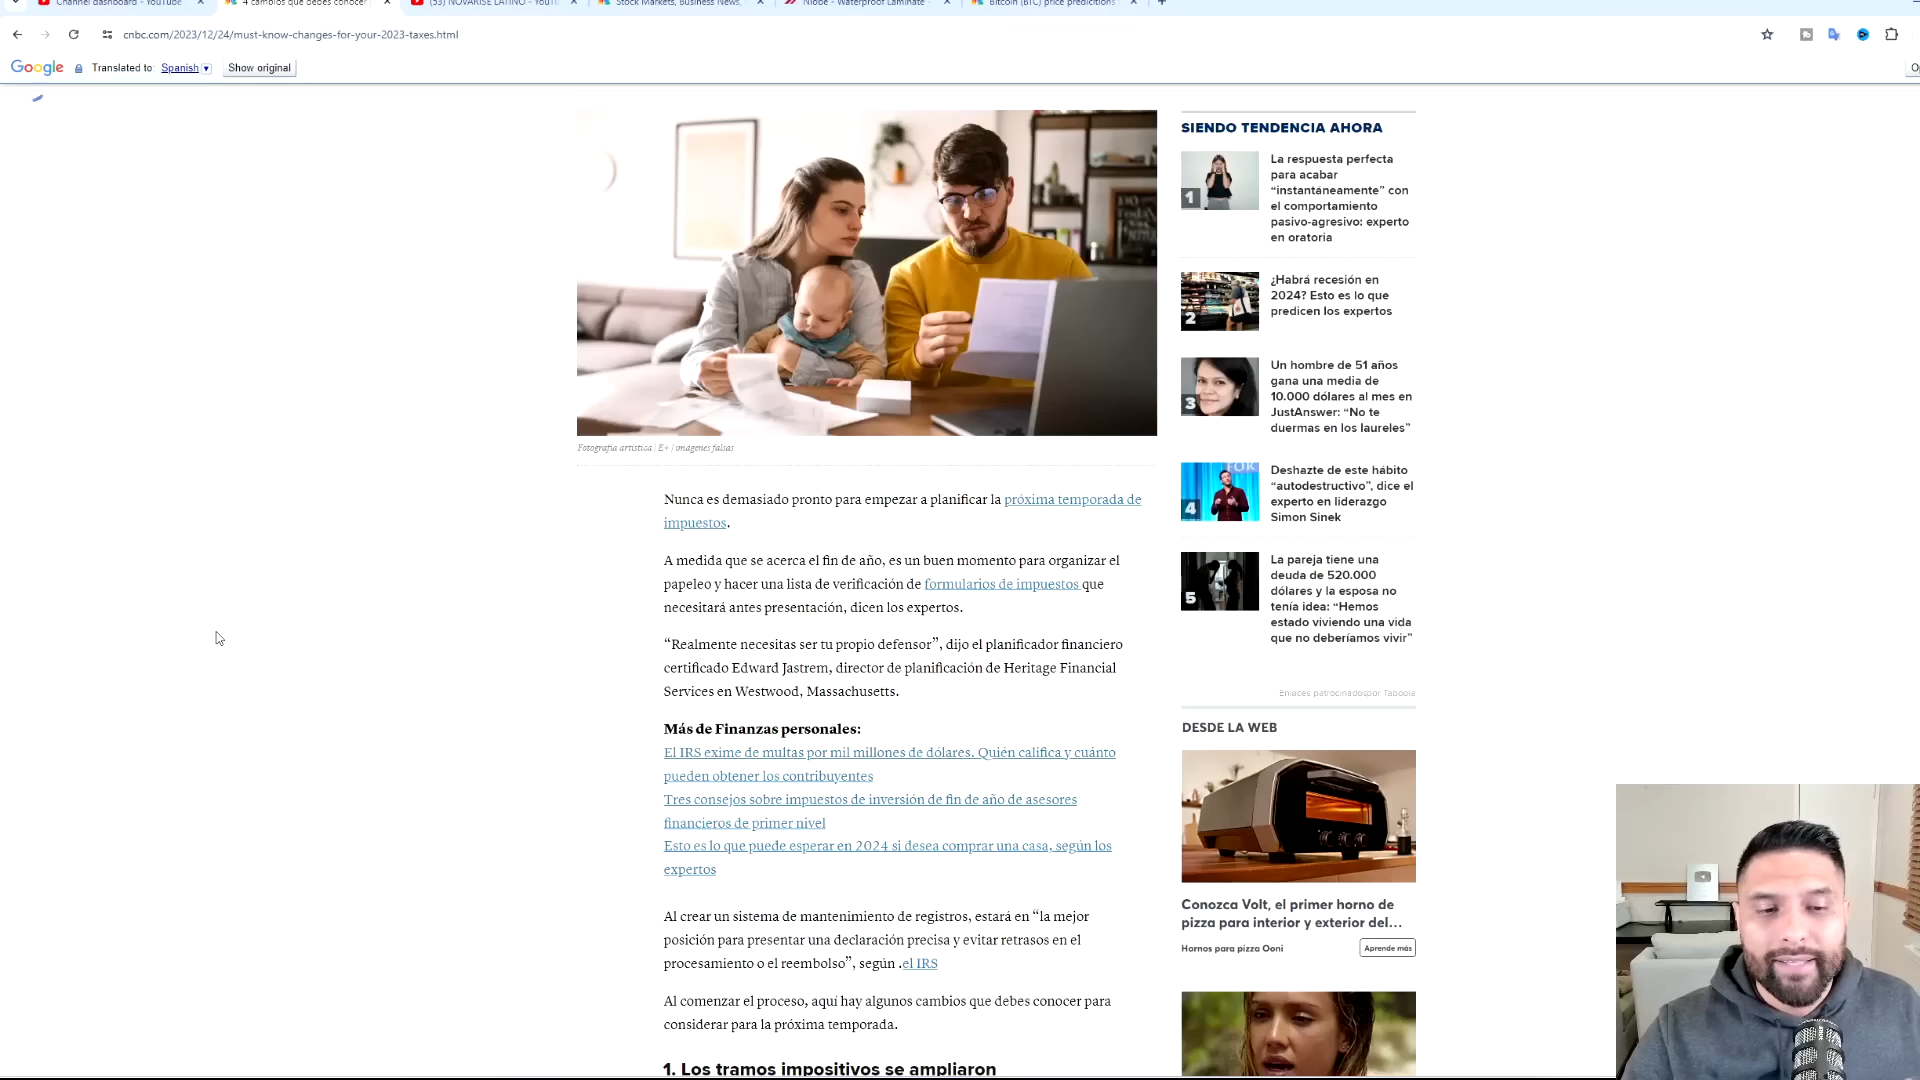 Channel dashboard - YouTube
4 cambios que debes conocer
(53) NOVARISE LATINO - YouTu
Stock Markets, Business News,
Niobe - Waterproof Laminate -
Bitcoin (BTC) price predictions
cnbc.com/2023/12/24/must-know-changes-for-your-2023-taxes.html
Google Translated to: Spanish Show original
Fotografía artística | E+ | imágenes falsas
Nunca es demasiado pronto para empezar a planificar la próxima temporada de
impuestos.
A medida que se acerca el fin de año, es un buen momento para organizar el
papeleo y hacer una lista de verificación de formularios de impuestos que
necesitará antes presentación, dicen los expertos.
“Realmente necesitas ser tu propio defensor”, dijo el planificador financiero
certificado Edward Jastrem, director de planificación de Heritage Financial
Services en Westwood, Massachusetts.
Más de Finanzas personales:
El IRS exime de multas por mil millones de dólares. Quién califica y cuánto
pueden obtener los contribuyentes
Tres consejos sobre impuestos de inversión de fin de año de asesores
financieros de primer nivel
Esto es lo que puede esperar en 2024 si desea comprar una casa, según los
expertos
Al crear un sistema de mantenimiento de registros, estará en “la mejor
posición para presentar una declaración precisa y evitar retrasos en el
procesamiento o el reembolso”, según .el IRS
Al comenzar el proceso, aquí hay algunos cambios que debes conocer para
considerar para la próxima temporada.
1. Los tramos impositivos se ampliaron
SIENDO TENDENCIA AHORA
1
La respuesta perfecta
para acabar
“instantáneamente” con
el comportamiento
pasivo-agresivo: experto
en oratoria
2
¿Habrá recesión en
2024? Esto es lo que
predicen los expertos
3
Un hombre de 51 años
gana una media de
10.000 dólares al mes en
JustAnswer: “No te
duermas en los laureles”
FOR
4
Deshazte de este hábito
“autodestructivo”, dice el
experto en liderazgo
Simon Sinek
5
La pareja tiene una
deuda de 520.000
dólares y la esposa no
tenía idea: “Hemos
estado viviendo una vida
que no deberíamos vivir”
Enlaces patrocinadospor Taboola
DESDE LA WEB
Conozca Volt, el primer horno de
pizza para interior y exterior del...
Hornos para pizza Ooni
Aprende más